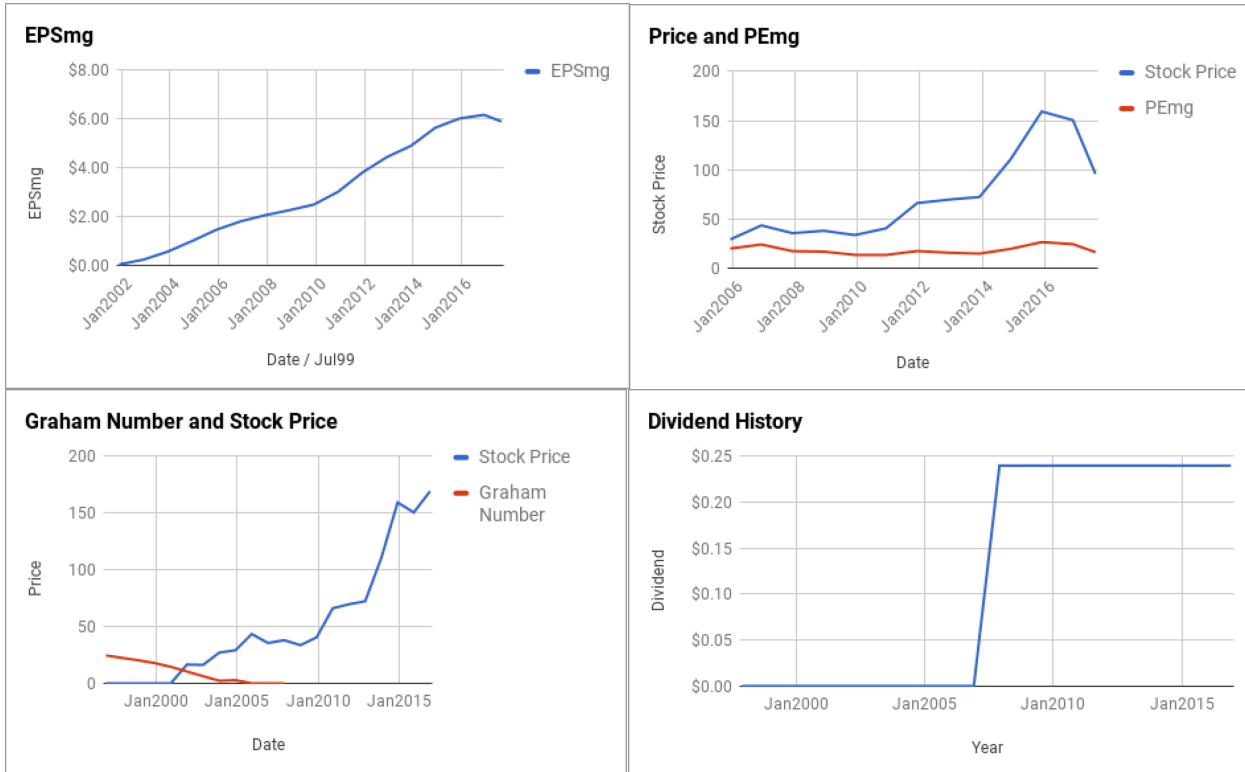 EPSmg
$8.00
$6.00
$4.00
$2.00
$0.00
EPSmg
EPSmg
Jan2002
Jan2004
Jan2006
Jan2008
Jan2010
Jan2012
Jan2014
Jan2016
Date / Jul99
Price and PEmg
200
150
100
50
0
Stock Price
Stock Price
PEmg
Jan2006
Jan2008
Jan2010
Jan2012
Jan2014
Jan2016
Date
Graham Number and Stock Price
200
150
100
50
0
Price
Stock Price
Graham
Number
Jan2000
Jan2005
Jan2010
Jan2015
Date
Dividend History
$0.25
$0.20
$0.15
$0.10
$0.05
$0.00
Dividend
Jan2000
Jan2005
Jan2010
Jan2015
Year